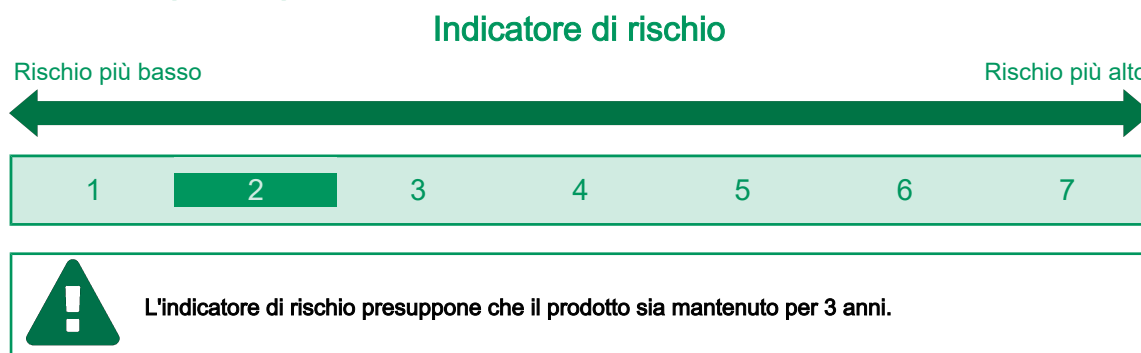 Indicatore di rischio
Rischio più basso Rischio più alto
1 2 3 4 5 6 7
L'indicatore di rischio presuppone che il prodotto sia mantenuto per 3 anni.